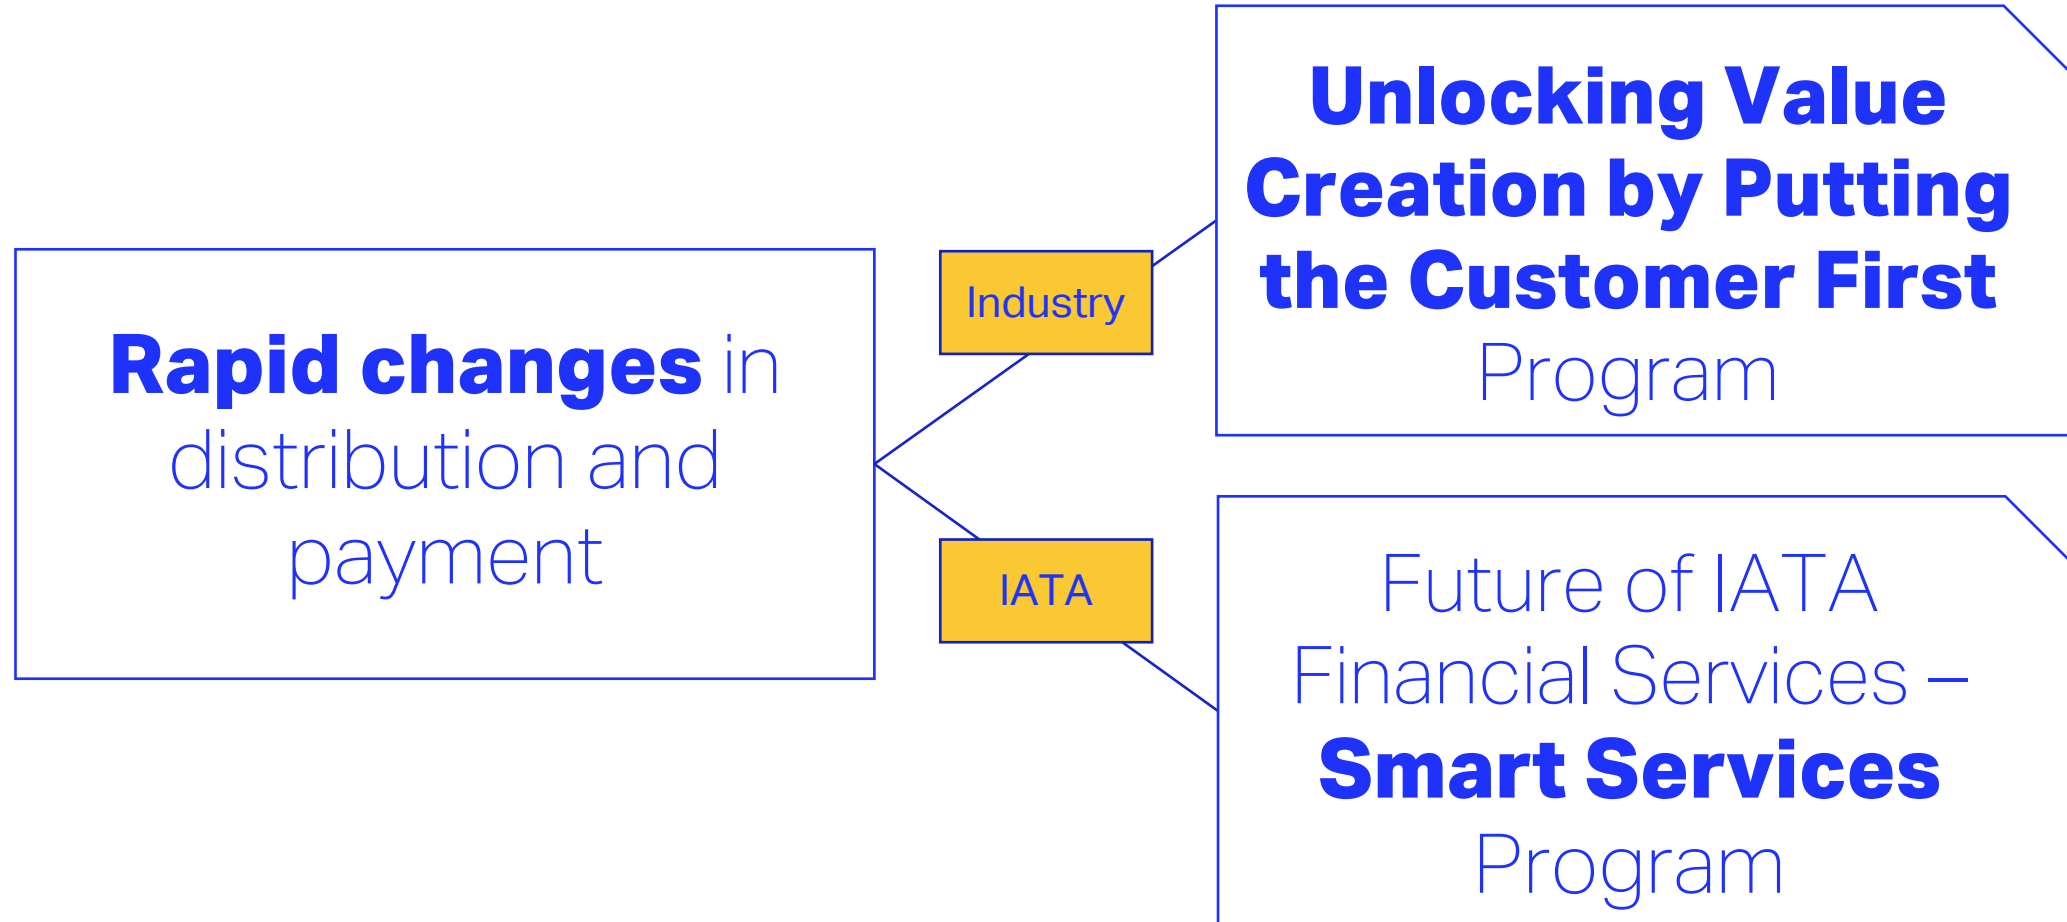 Rapid changes in
distribution and
payment
Industry
Unlocking Value
Creation by Putting
the Customer First
Program
IATA
Future of IATA
Financial Services –
Smart Services
Program